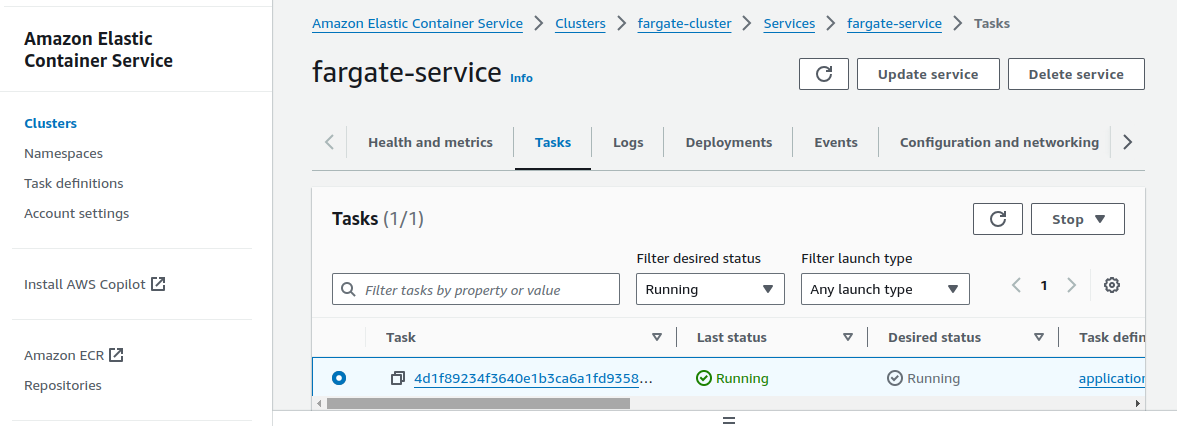 Amazon Elastic
Container Service
Clusters
Namespaces
Task definitions
Account settings
Install AWS Copilot
Amazon ECR
Repositories
Amazon Elastic Container Service Clusters fargate-cluster Services fargate-service Tasks
fargate-service Info
Update service Delete service
Health and metrics Tasks Logs Deployments Events Configuration and networking
Tasks (1/1)
Stop
Filter desired status Filter launch type
Filter tasks by property or value Running Any launch type 1
Task Last status Desired status Task defin
4d1f89234f3640e1b3ca6a1fd9358... Running Running application